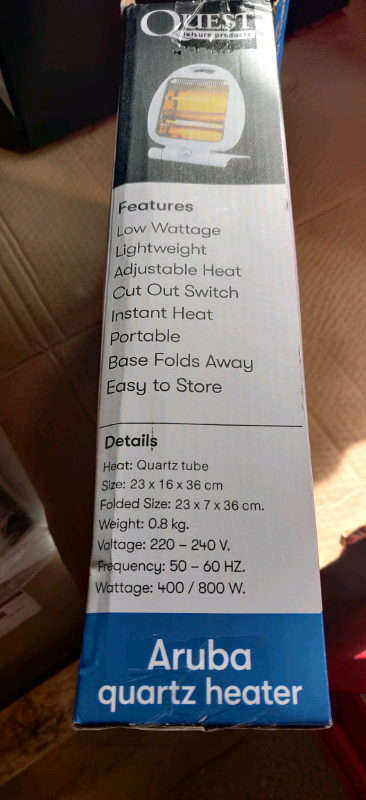 QUEST
leisure products
Features
Low Wattage
Lightweight
Adjustable Heat
Cut Out Switch
Instant Heat
Portable
Base Folds Away
Easy to Store
Details
Heat: Quartz tube
Size: 23 x 16 x 36 cm
Folded Size: 23 x 7 x 36 cm.
Weight: 0.8 kg.
Voltage: 220 – 240 V.
Frequency: 50 – 60 HZ.
Wattage: 400 / 800 W.
Aruba
quartz heater